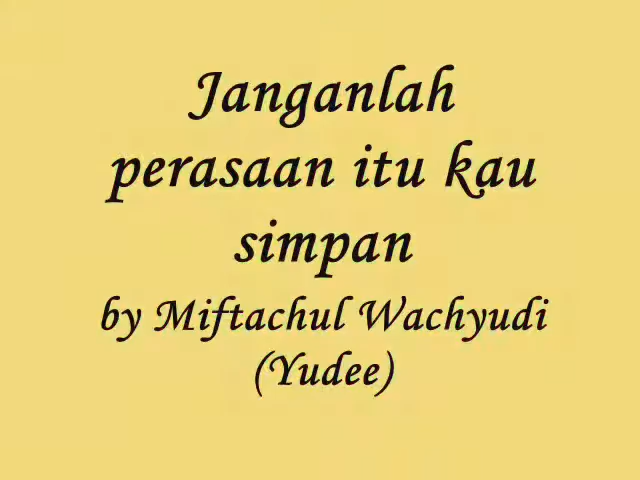 Janganlah
perasaan itu kau
simpan
by Miftachul Wachyudi
(Yudee)